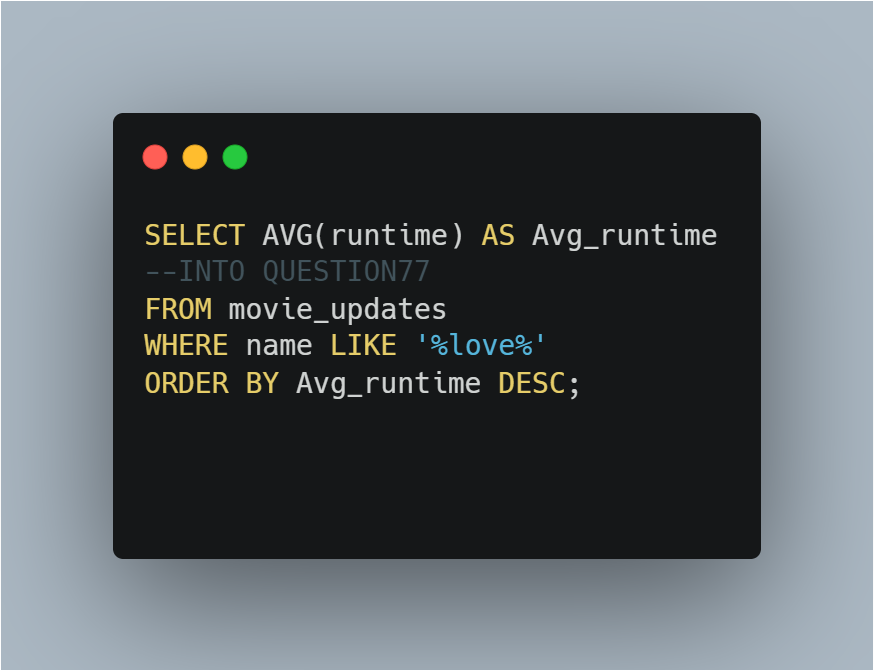 SELECT AVG(runtime) AS Avg_runtime
--INTO QUESTION77
FROM movie_updates
WHERE name LIKE '%love%'
ORDER BY Avg_runtime DESC;